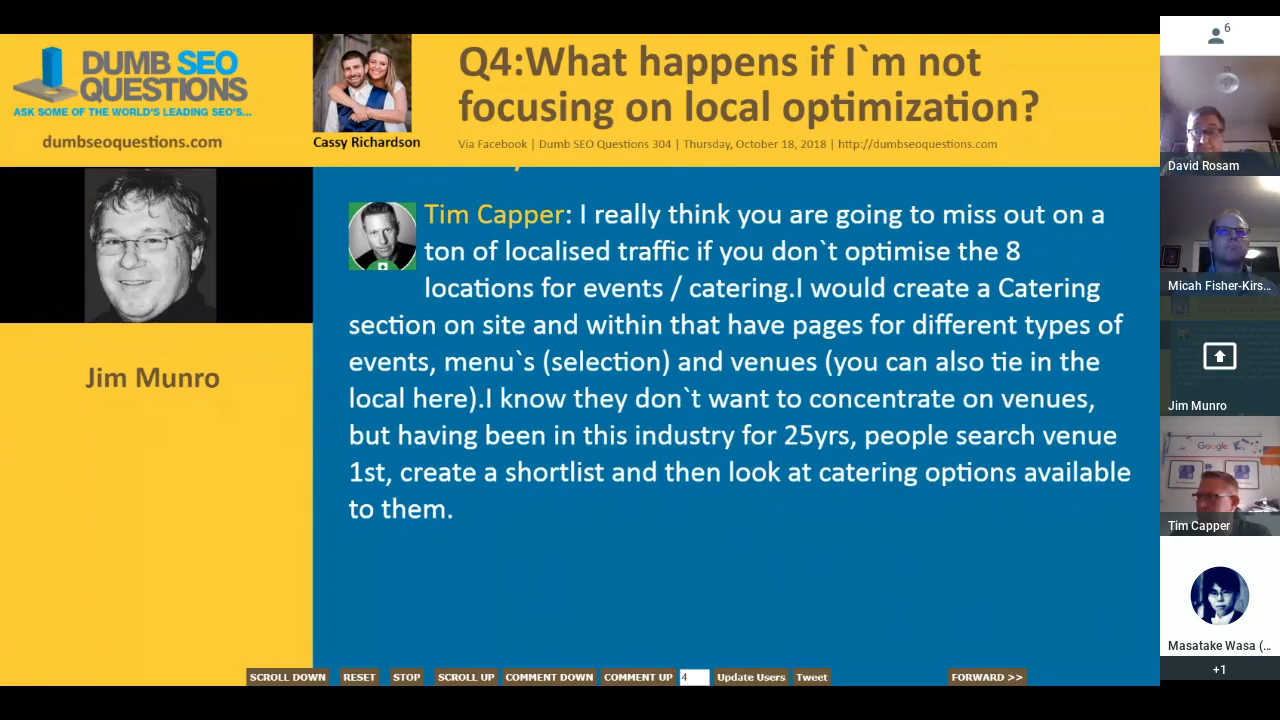 DUMB SEO
QUESTIONS
ASK SOME OF THE WORLD'S LEADING SEO'S...
dumbseoquestions.com
Cassy Richardson
Q4:What happens if I`m not
focusing on local optimization?
Via Facebook | Dumb SEO Questions 304 | Thursday, October 18, 2018 | http://dumbseoquestions.com
Jim Munro
Tim Capper: I really think you are going to miss out on a
ton of localised traffic if you don`t optimise the 8
locations for events / catering.I would create a Catering
section on site and within that have pages for different types of
events, menu`s (selection) and venues (you can also tie in the
local here).I know they don`t want to concentrate on venues,
but having been in this industry for 25yrs, people search venue
1st, create a shortlist and then look at catering options available
to them.
SCROLL DOWN RESET STOP SCROLL UP COMMENT DOWN COMMENT UP 4 Update Users Tweet FORWARD >>
6
David Rosam
Micah Fisher-Kirs...
Jim Munro
Google
Tim Capper
Masatake Wasa (...
+1